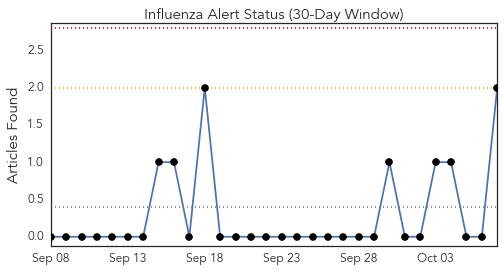 Influenza Alert Status (30-Day Window)
Articles Found
2.5
2.0
1.5
1.0
0.5
0.0
Sep 08 Sep 13 Sep 18 Sep 23 Sep 28 Oct 03